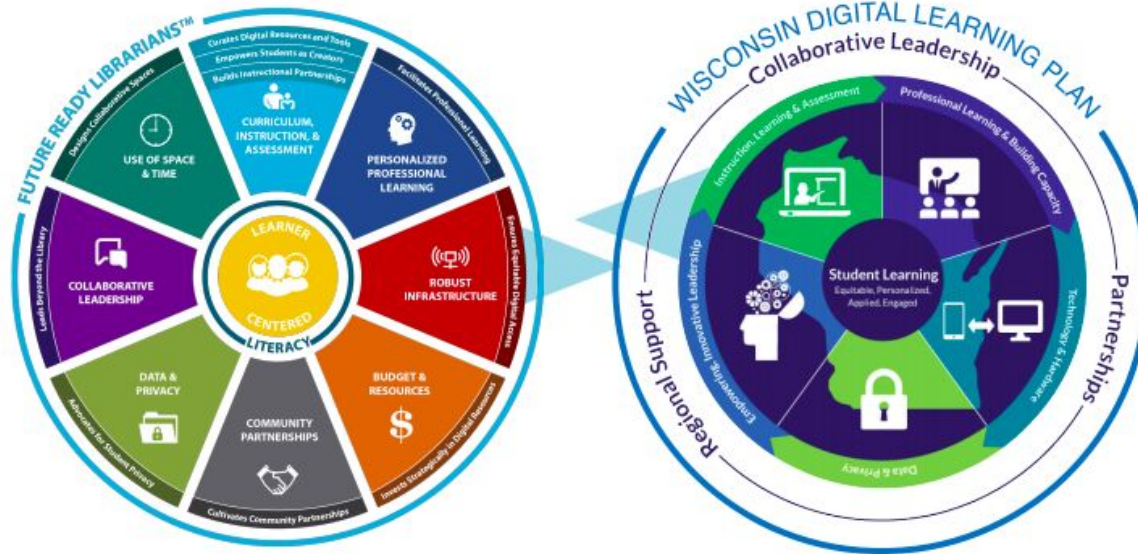 FUTURE READY LIBRARIANS™
Curates Digital Resources and Tools
Empowers Students as Creators
Builds Instructional Partnerships
CURRICULUM,
INSTRUCTION, &
ASSESSMENT
Facilitates Professional Learning
PERSONALIZED
PROFESSIONAL
LEARNING
Ensures Equitable Digital Access
ROBUST
INFRASTRUCTURE
Invests Strategically in Digital Resources
BUDGET &
RESOURCES
$
COMMUNITY
PARTNERSHIPS
Cultivates Community Partnerships
DATA &
PRIVACY
Advocates for Student Privacy
COLLABORATIVE
LEADERSHIP
Leads Beyond the Library
USE OF SPACE
& TIME
Designs Collaborative Spaces
LEARNER
CENTERED
LITERACY
WISCONSIN DIGITAL LEARNING PLAN
Collaborative Leadership
Partnerships
Regional Support
Instruction, Learning & Assessment
Professional Learning & Building Capacity
Technology & Hardware
Data & Privacy
Empowering, Innovative Leadership
Student Learning
Equitable, Personalized,
Applied, Engaged